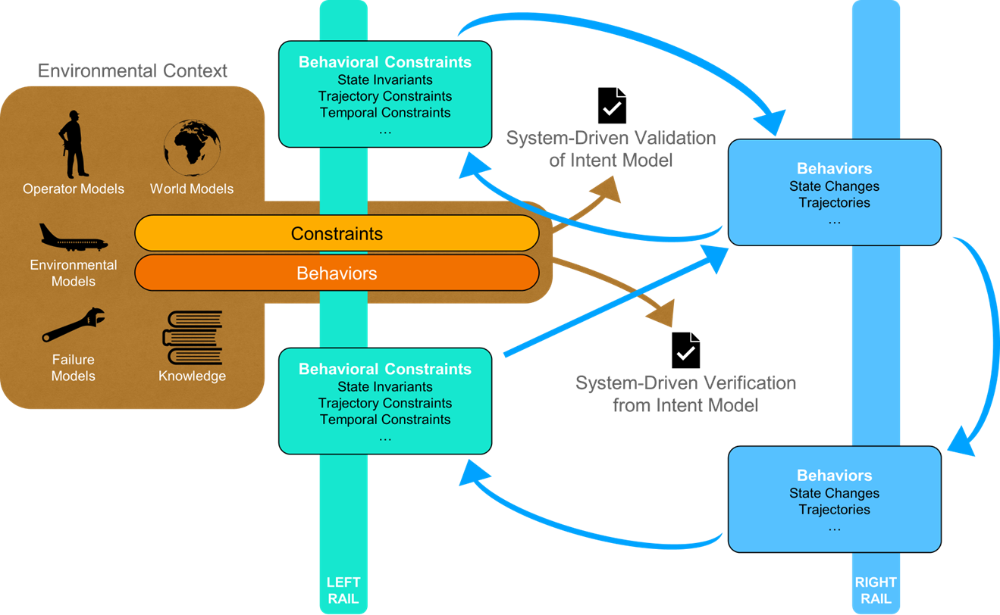 Environmental Context
Operator Models
World Models
Environmental
Models
Failure
Models
Knowledge
Constraints
Behaviors
Behavioral Constraints
State Invariants
Trajectory Constraints
Temporal Constraints
…
Behavioral Constraints
State Invariants
Trajectory Constraints
Temporal Constraints
…
LEFT
RAIL
System-Driven Validation
of Intent Model
System-Driven Verification
from Intent Model
Behaviors
State Changes
Trajectories
…
Behaviors
State Changes
Trajectories
…
RIGHT
RAIL